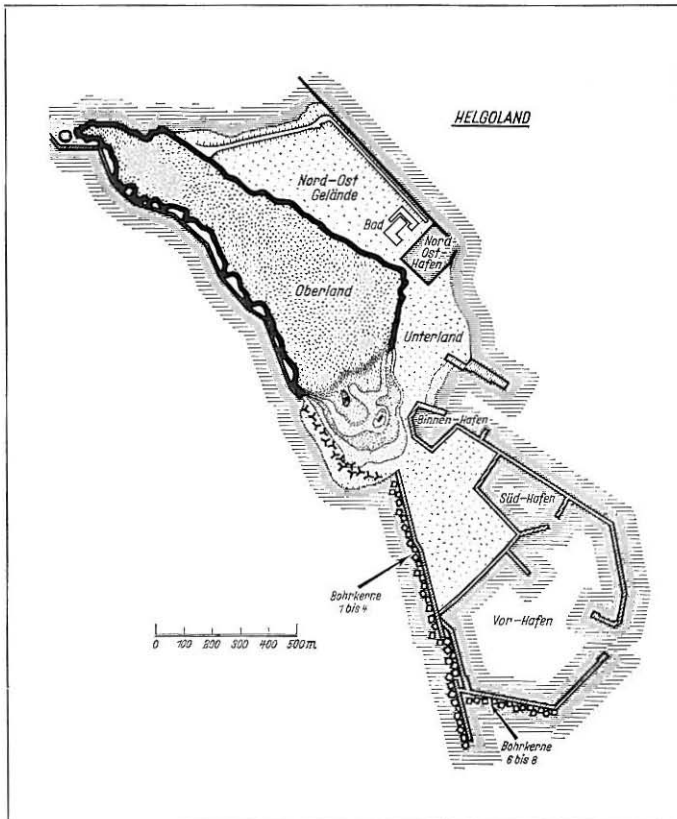 HELGOLAND
Nord-Ost
Gelände
Bad
Nord-
Ost-
Hafen
Oberland
Unterland
Binnen-Hafen
Süd-Hafen
Bohrkerne
1 bis 4
Vor-Hafen
0 100 200 300 400 500m.
Bohrkerne
6 bis 8